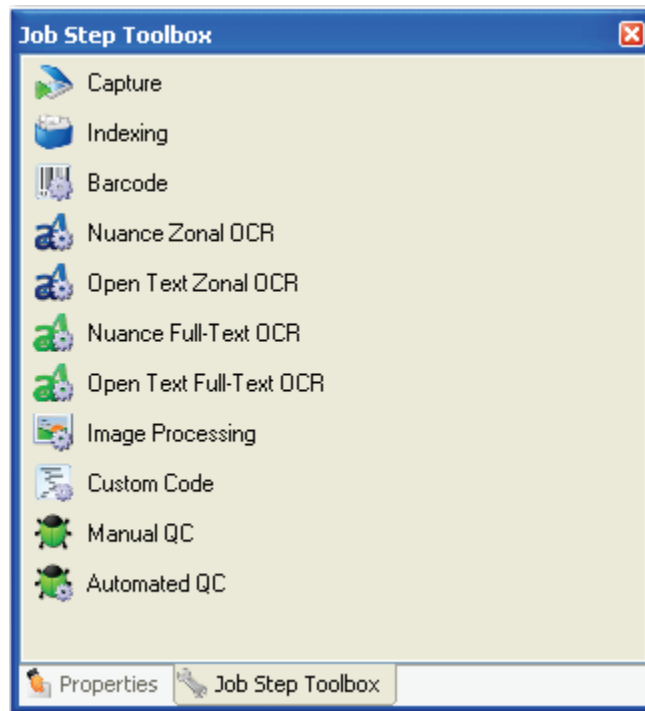 Job Step Toolbox
Capture
Indexing
Barcode
Nuance Zonal OCR
Open Text Zonal OCR
Nuance Full-Text OCR
Open Text Full-Text OCR
Image Processing
Custom Code
Manual QC
Automated QC
Properties Job Step Toolbox